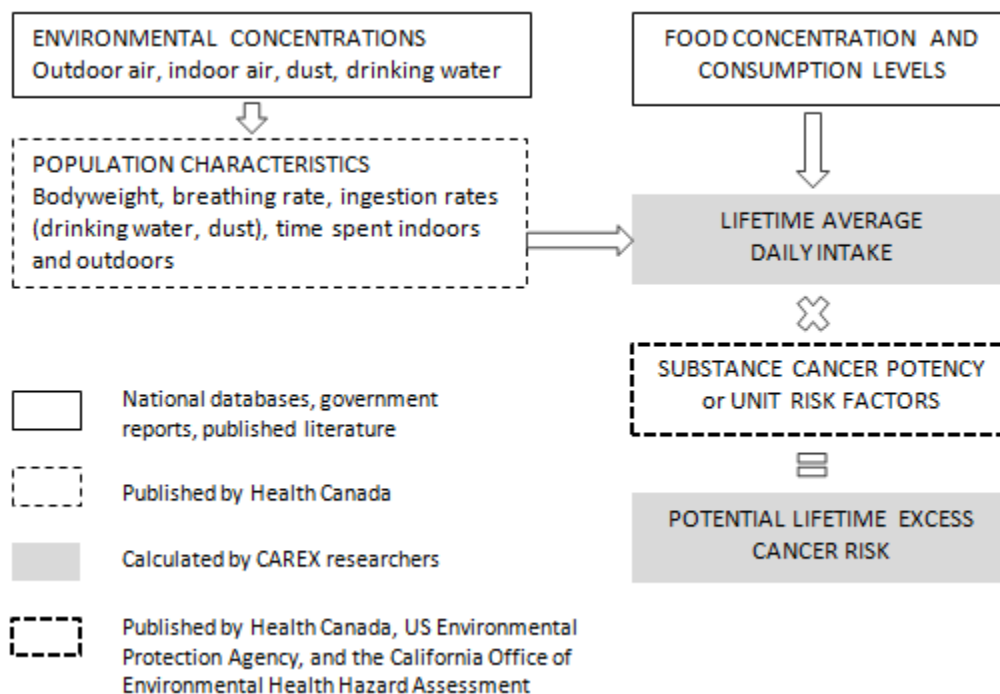 ENVIRONMENTAL CONCENTRATIONS
Outdoor air, indoor air, dust, drinking water
FOOD CONCENTRATION AND
CONSUMPTION LEVELS
POPULATION CHARACTERISTICS
Bodyweight, breathing rate, ingestion rates
(drinking water, dust), time spent indoors
and outdoors
LIFETIME AVERAGE
DAILY INTAKE
SUBSTANCE CANCER POTENCY
or UNIT RISK FACTORS
POTENTIAL LIFETIME EXCESS
CANCER RISK
National databases, government
reports, published literature
Published by Health Canada
Calculated by CAREX researchers
Published by Health Canada, US Environmental
Protection Agency, and the California Office of
Environmental Health Hazard Assessment